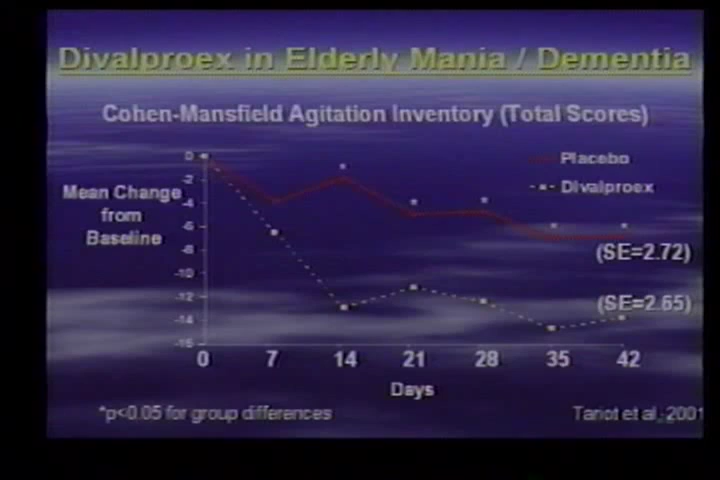 Divalproex in Elderly Mania / Dementia
Cohen-Mansfield Agitation Inventory (Total Scores)
Placebo
Divalproex
Mean Change
from
Baseline
0
-2
-4
-6
-8
-10
-12
-14
-16
(SE=2.72)
(SE=2.65)
0 7 14 21 28 35 42
Days
*p<0.05 for group differences
Tariot et al, 2001